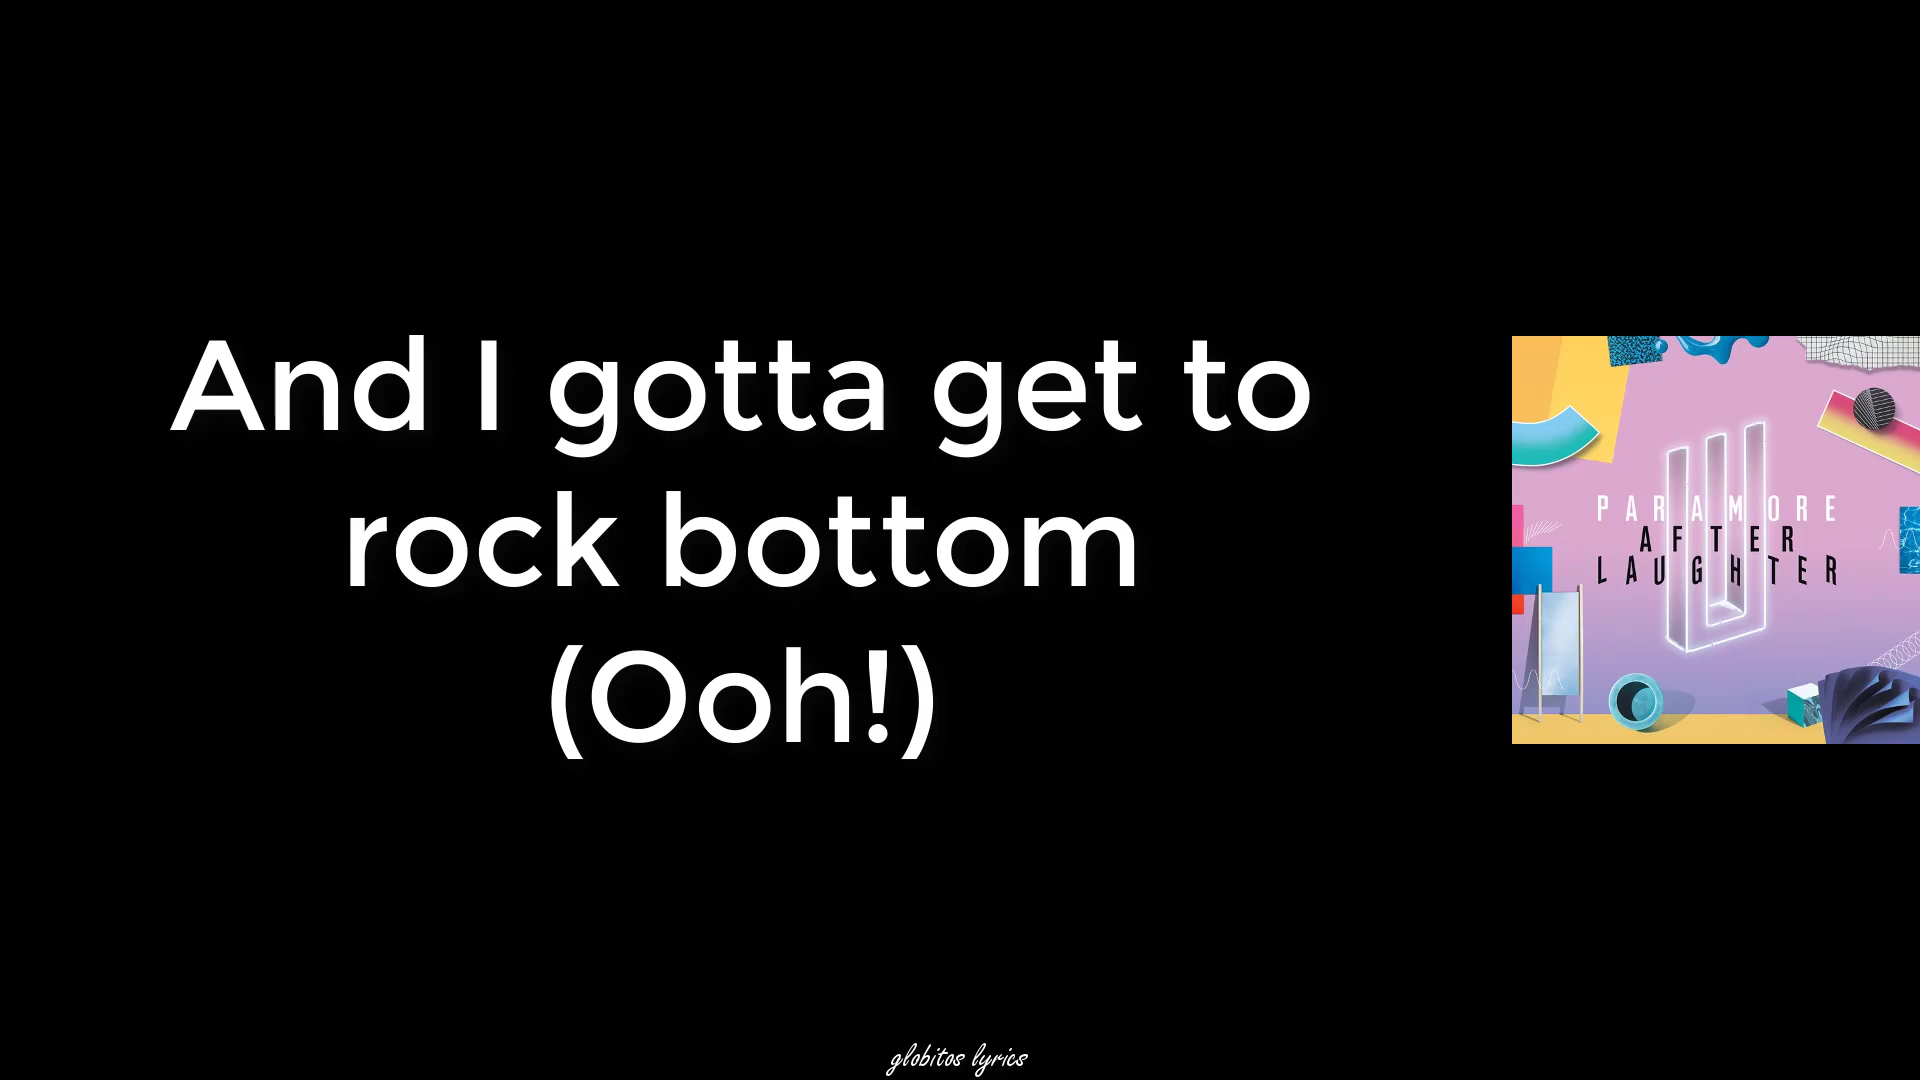 And I gotta get to
rock bottom
(Ooh!)
PARAMORE
AFTER
LAUGHTER
globitos lyrics